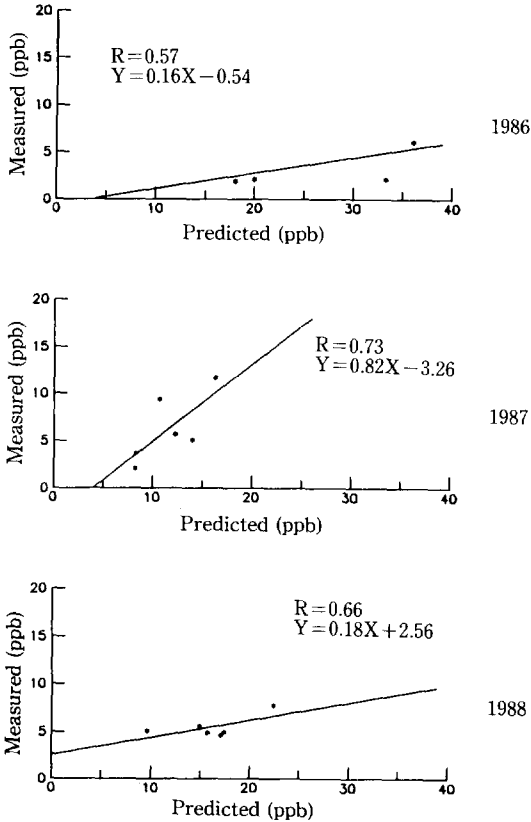 20
15
10
5
0
Measured (ppb)
R=0.57
Y=0.16X−0.54
0 10 20 30 40
Predicted (ppb)
1986
20
15
10
5
0
Measured (ppb)
R=0.73
Y=0.82X−3.26
0 10 20 30 40
Predicted (ppb)
1987
20
15
10
5
0
Measured (ppb)
R=0.66
Y=0.18X+2.56
0 10 20 30 40
Predicted (ppb)
1988